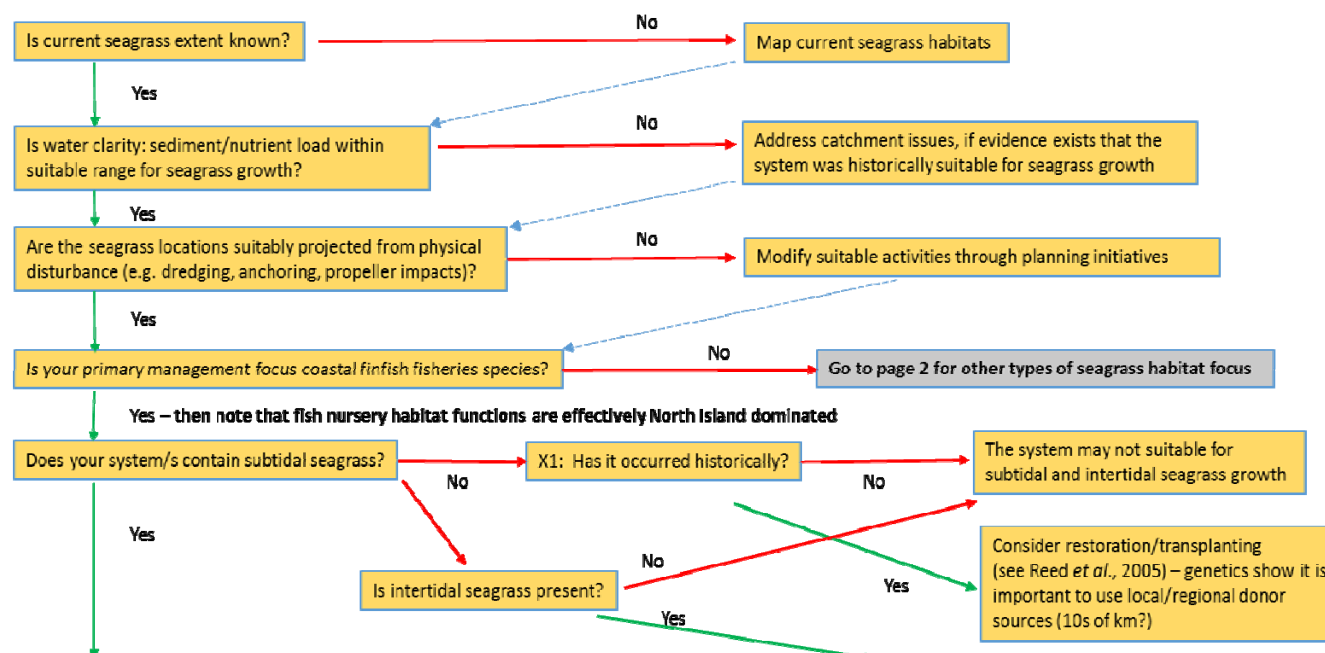 No
Is current seagrass extent known?
Map current seagrass habitats
Yes
No
Is water clarity: sediment/nutrient load within
suitable range for seagrass growth?
Address catchment issues, if evidence exists that the
system was historically suitable for seagrass growth
Yes
Are the seagrass locations suitably projected from physical
disturbance (e.g. dredging, anchoring, propeller impacts)?
No
Modify suitable activities through planning initiatives
Yes
Is your primary management focus coastal finfish fisheries species?
No
Go to page 2 for other types of seagrass habitat focus
Yes – then note that fish nursery habitat functions are effectively North Island dominated
Does your system/s contain subtidal seagrass?
No
X1: Has it occurred historically?
No
The system may not suitable for
subtidal and intertidal seagrass growth
Yes
Is intertidal seagrass present?
No
Yes
Yes
Consider restoration/transplanting
(see Reed et al., 2005) – genetics show it is
important to use local/regional donor
sources (10s of km?)